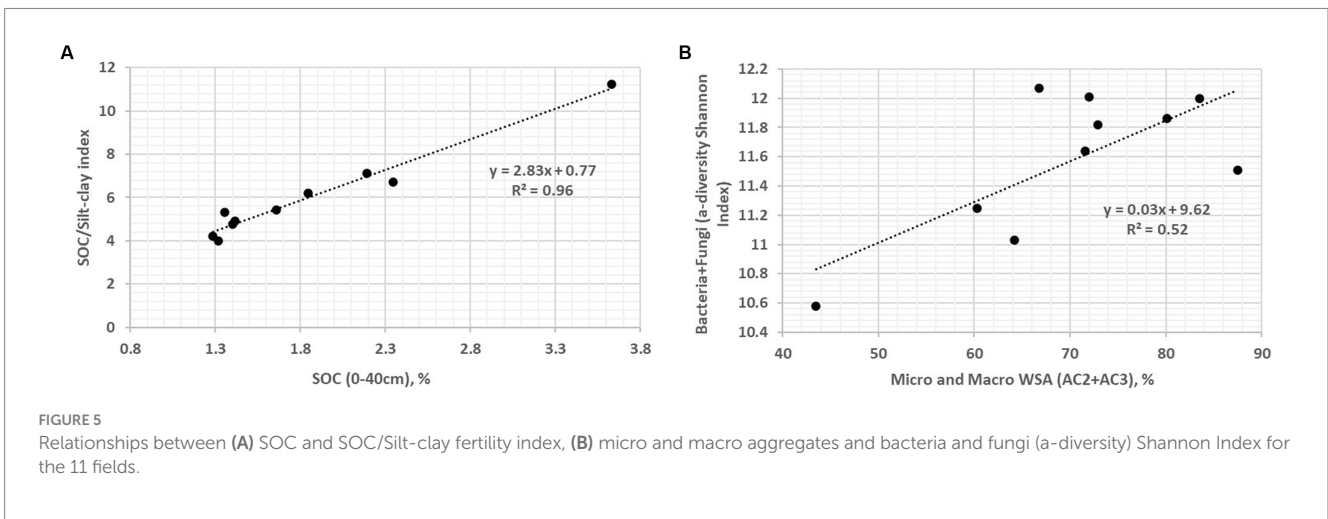 A
12
10
8
6
4
2
0
0.8 1.3 1.8 2.3 2.8 3.3 3.8
SOC/Silt-clay index
SOC (0-40cm), %
y = 2.83x + 0.77
R² = 0.96
B
12.2
12
11.8
11.6
11.4
11.2
11
10.8
10.6
10.4
40 50 60 70 80 90
Bacteria+Fungi (a-diversity Shannon
Index)
Micro and Macro WSA (AC2+AC3), %
y = 0.03x + 9.62
R² = 0.52
FIGURE 5
Relationships between (A) SOC and SOC/Silt-clay fertility index, (B) micro and macro aggregates and bacteria and fungi (a-diversity) Shannon Index for
the 11 fields.